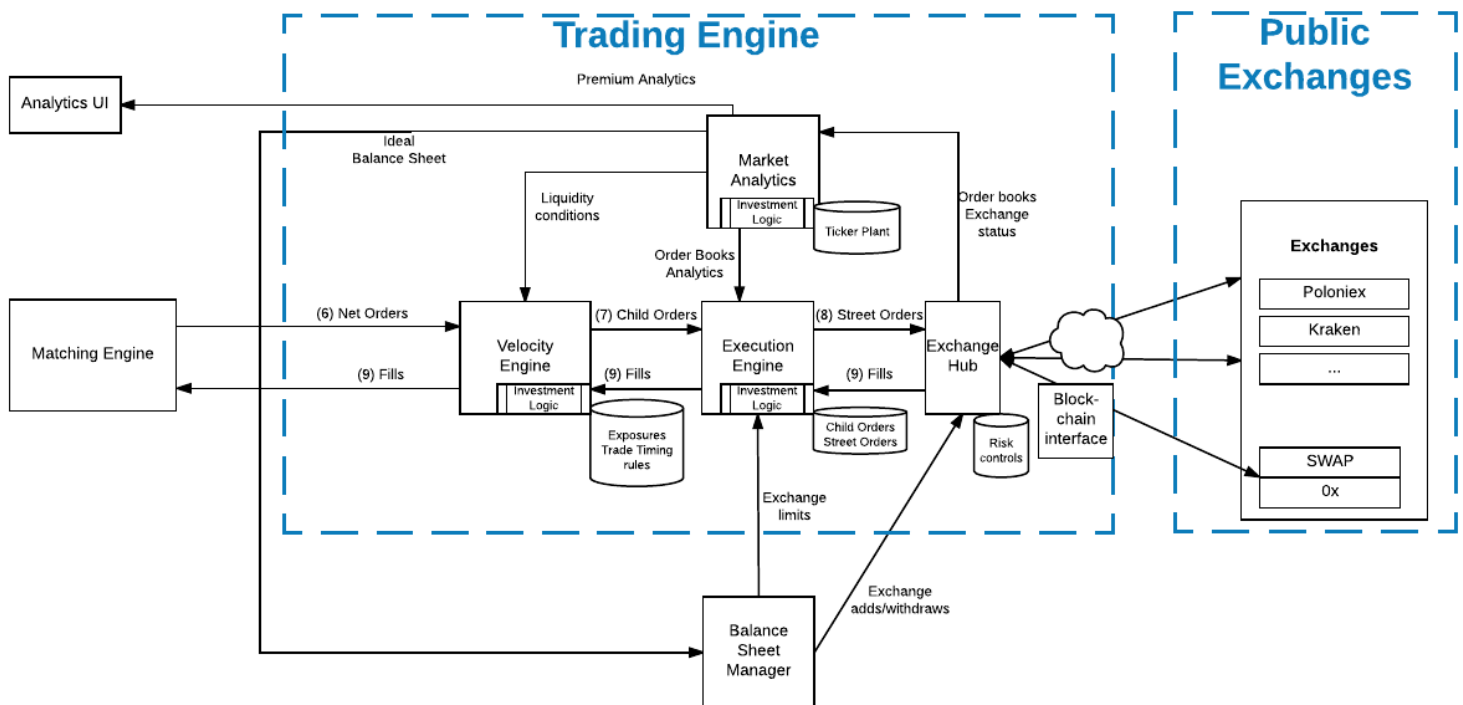 Trading Engine
Public
Exchanges
Premium Analytics
Analytics UI
Ideal
Balance Sheet
Market
Analytics
Investment
Logic
Ticker Plant
Liquidity
conditions
Order books
Exchange
status
Order Books
Analytics
Exchanges
Poloniex
Kraken
...
SWAP
0x
Matching Engine
(6) Net Orders
(9) Fills
Velocity
Engine
Investment
Logic
Exposures
Trade Timing
rules
(7) Child Orders
(9) Fills
Execution
Engine
Investment
Logic
Child Orders
Street Orders
(8) Street Orders
(9) Fills
Exchange
Hub
Risk
controls
Block-
chain
interface
Exchange
limits
Exchange
adds/withdraws
Balance
Sheet
Manager